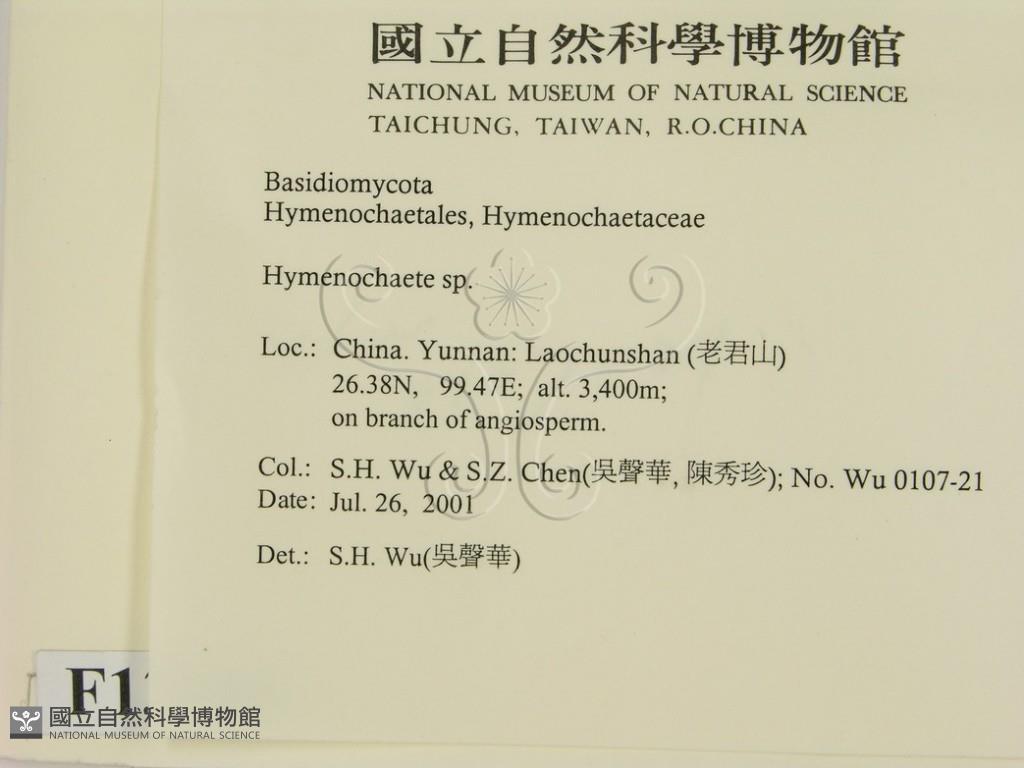 國立自然科學博物館
NATIONAL MUSEUM OF NATURAL SCIENCE
TAICHUNG, TAIWAN, R.O.CHINA
Basidiomycota
Hymenochaetales, Hymenochaetaceae
Hymenochaete sp.
Loc.: China. Yunnan: Laochunshan (老君山)
26.38N, 99.47E; alt. 3,400m;
on branch of angiosperm.
Col.: S.H. Wu & S.Z. Chen(吳聲華, 陳秀珍); No. Wu 0107-21
Date: Jul. 26, 2001
Det.: S.H. Wu(吳聲華)
F1
國立自然科學博物館
NATIONAL MUSEUM OF NATURAL SCIENCE